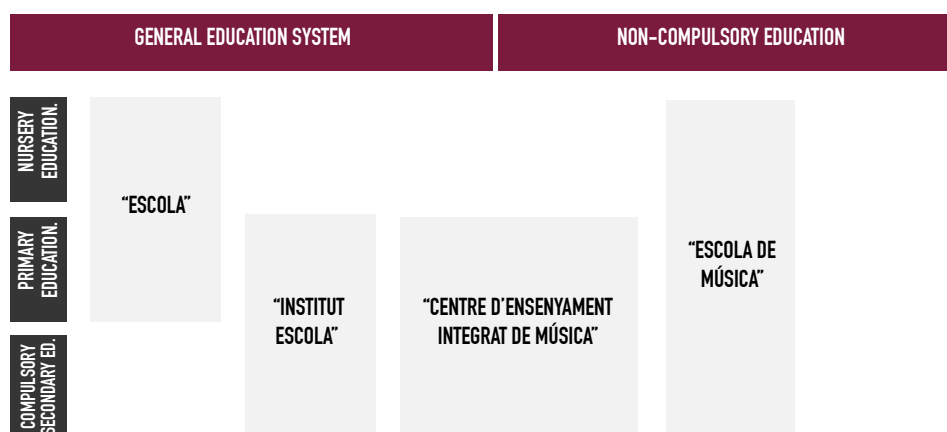 GENERAL EDUCATION SYSTEM
NON-COMPULSORY EDUCATION
NURSERY
EDUCATION.
“ESCOLA”
PRIMARY
EDUCATION.
“INSTITUT
ESCOLA”
“CENTRE D’ENSENYAMENT
INTEGRAT DE MÚSICA”
“ESCOLA DE
MÚSICA”
COMPULSORY
SECONDARY ED.